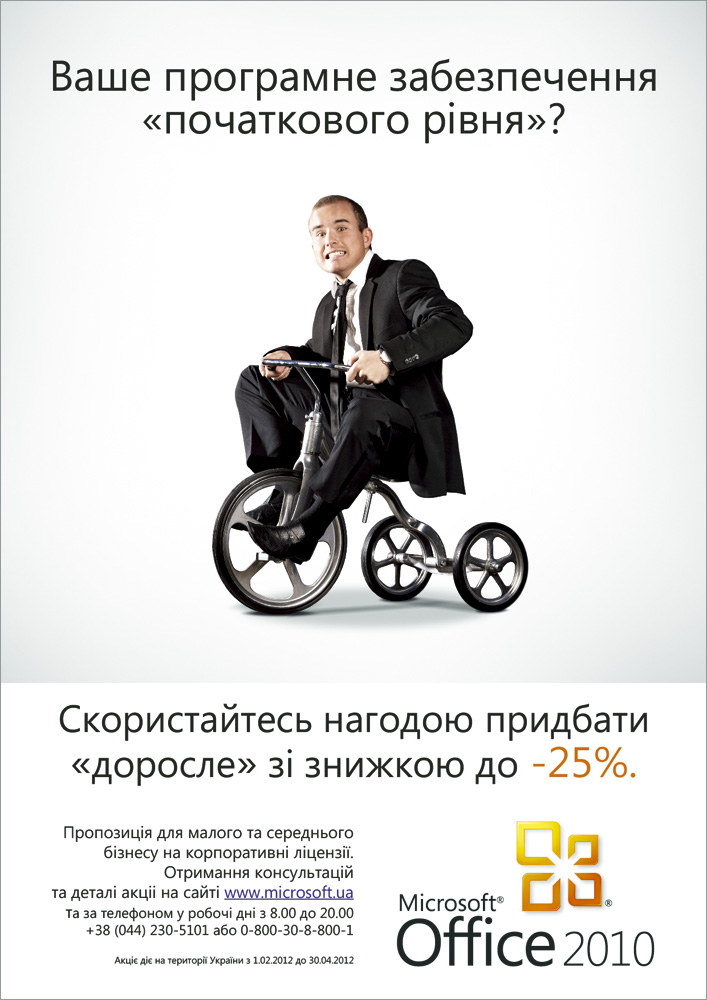 Ваше програмне забезпечення
«початкового рівня»?
Скористайтесь нагодою придбати
«доросле» зі знижкою до -25%.
Пропозиція для малого та середнього
бізнесу на корпоративні ліцензії.
Отримання консультацій
та деталі акції на сайті www.microsoft.ua
та за телефоном у робочі дні з 8.00 до 20.00
+38 (044) 230-5101 або 0-800-30-8-800-1
Акціє діє на території України з 1.02.2012 до 30.04.2012
Microsoft®
Office 2010